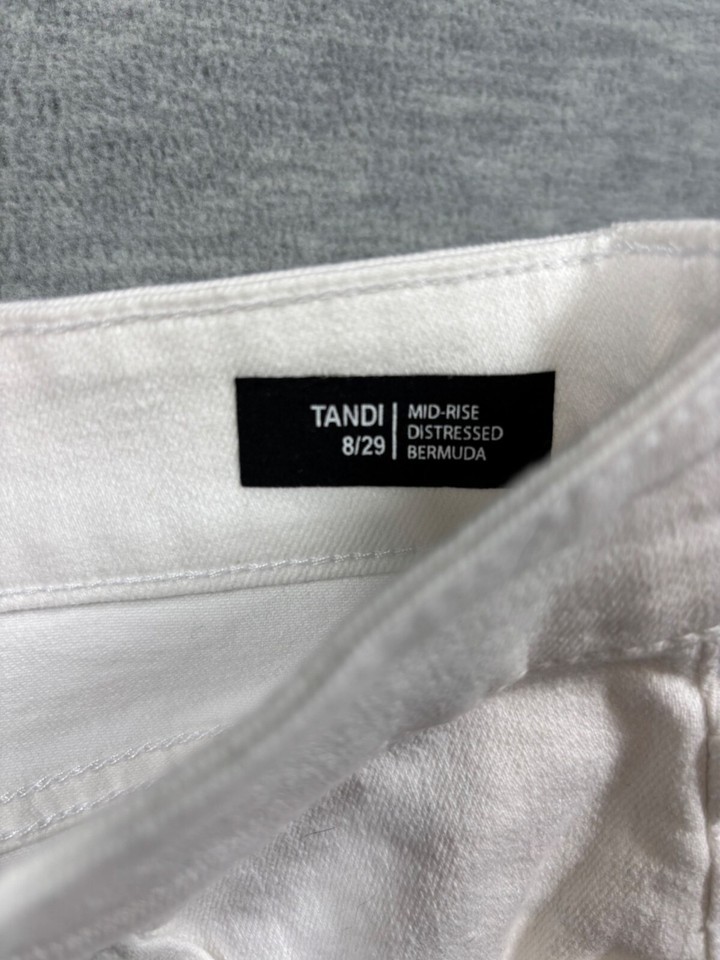 TANDI
8/29
MID-RISE
DISTRESSED
BERMUDA